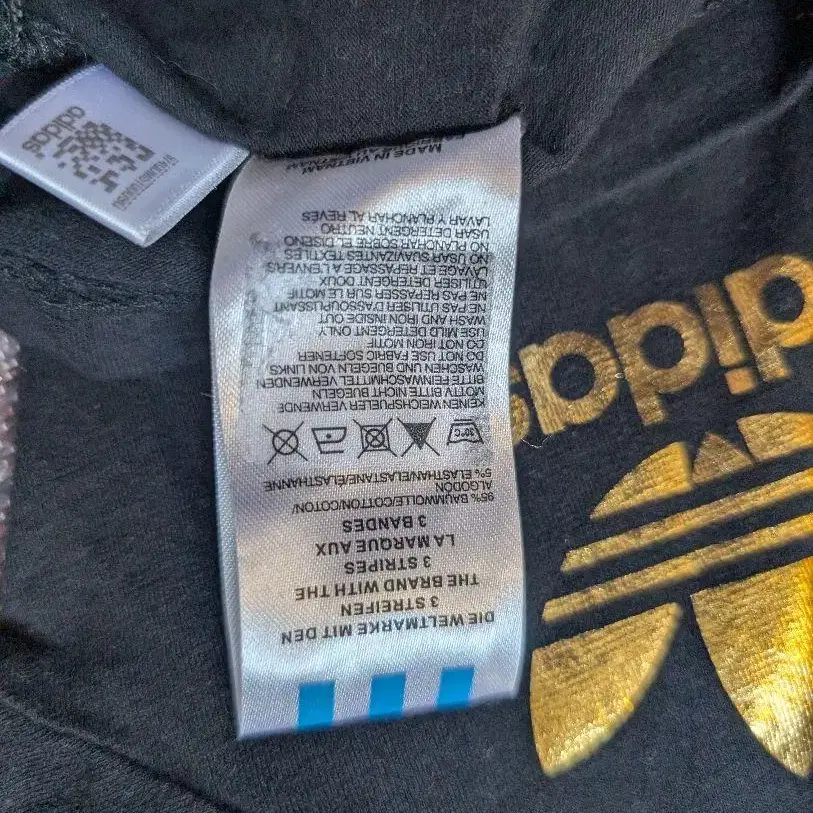 DIE WELTMARKE MIT DEN
3 STREIFEN
THE BRAND WITH THE
3 STRIPES
LA MARQUE AUX
3 BANDES
95% BAUMWOLLE/COTTON/COTON/
ALGODÓN
5% ELASTHAN/ELASTANE/ELASTHANNE
30°C
KEINEN WEICHSPUELER VERWENDEN
MOTIV BITTE NICHT BUEGELN
BITTE FEINWASCHMITTEL VERWENDEN
WASCHEN UND BUEGELN VON LINKS
DO NOT USE FABRIC SOFTENER
DO NOT IRON MOTIF
USE MILD DETERGENT ONLY
WASH AND IRON INSIDE OUT
NE PAS UTILISER D'ASSOUPLISSANT
NE PAS REPASSER SUR LE MOTIF
UTILISER DETERGENT DOUX
LAVAGE ET REPASSAGE A L'ENVERS
NO USAR SUAVIZANTES TEXTILES
NO PLANCHAR SOBRE EL DISENO
USAR DETERGENT NEUTRO
LAVAR Y PLANCHAR AL REVÉS
MADE IN VIETNAM
adidas
adidas